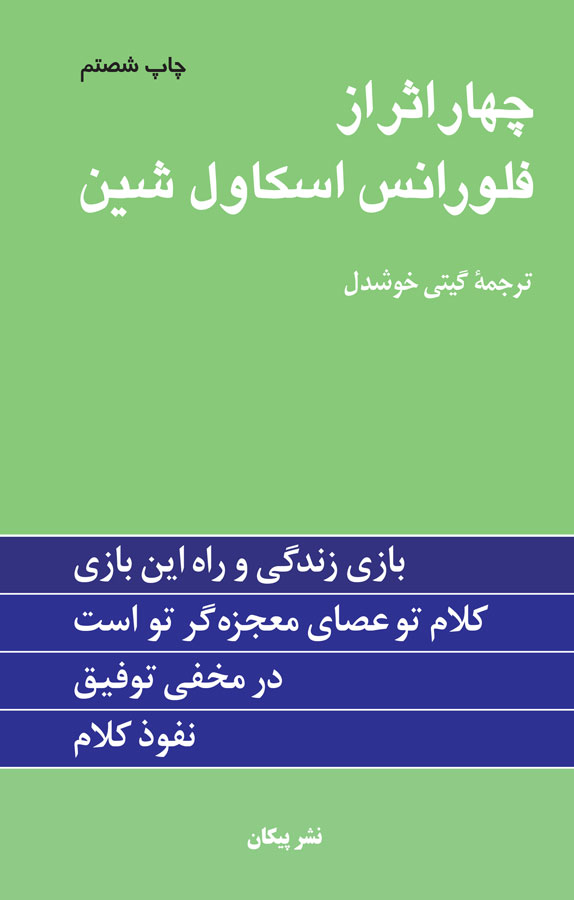 چاپ شصتم
چهار اثر از
فلورانس اسکاول شین
ترجمهٔ گیتی خوشدل
بازی زندگی و راه این بازی
کلام تو عصای معجزه‌گر تو است
در مخفی توفیق
نفوذ کلام
نشر پیکان